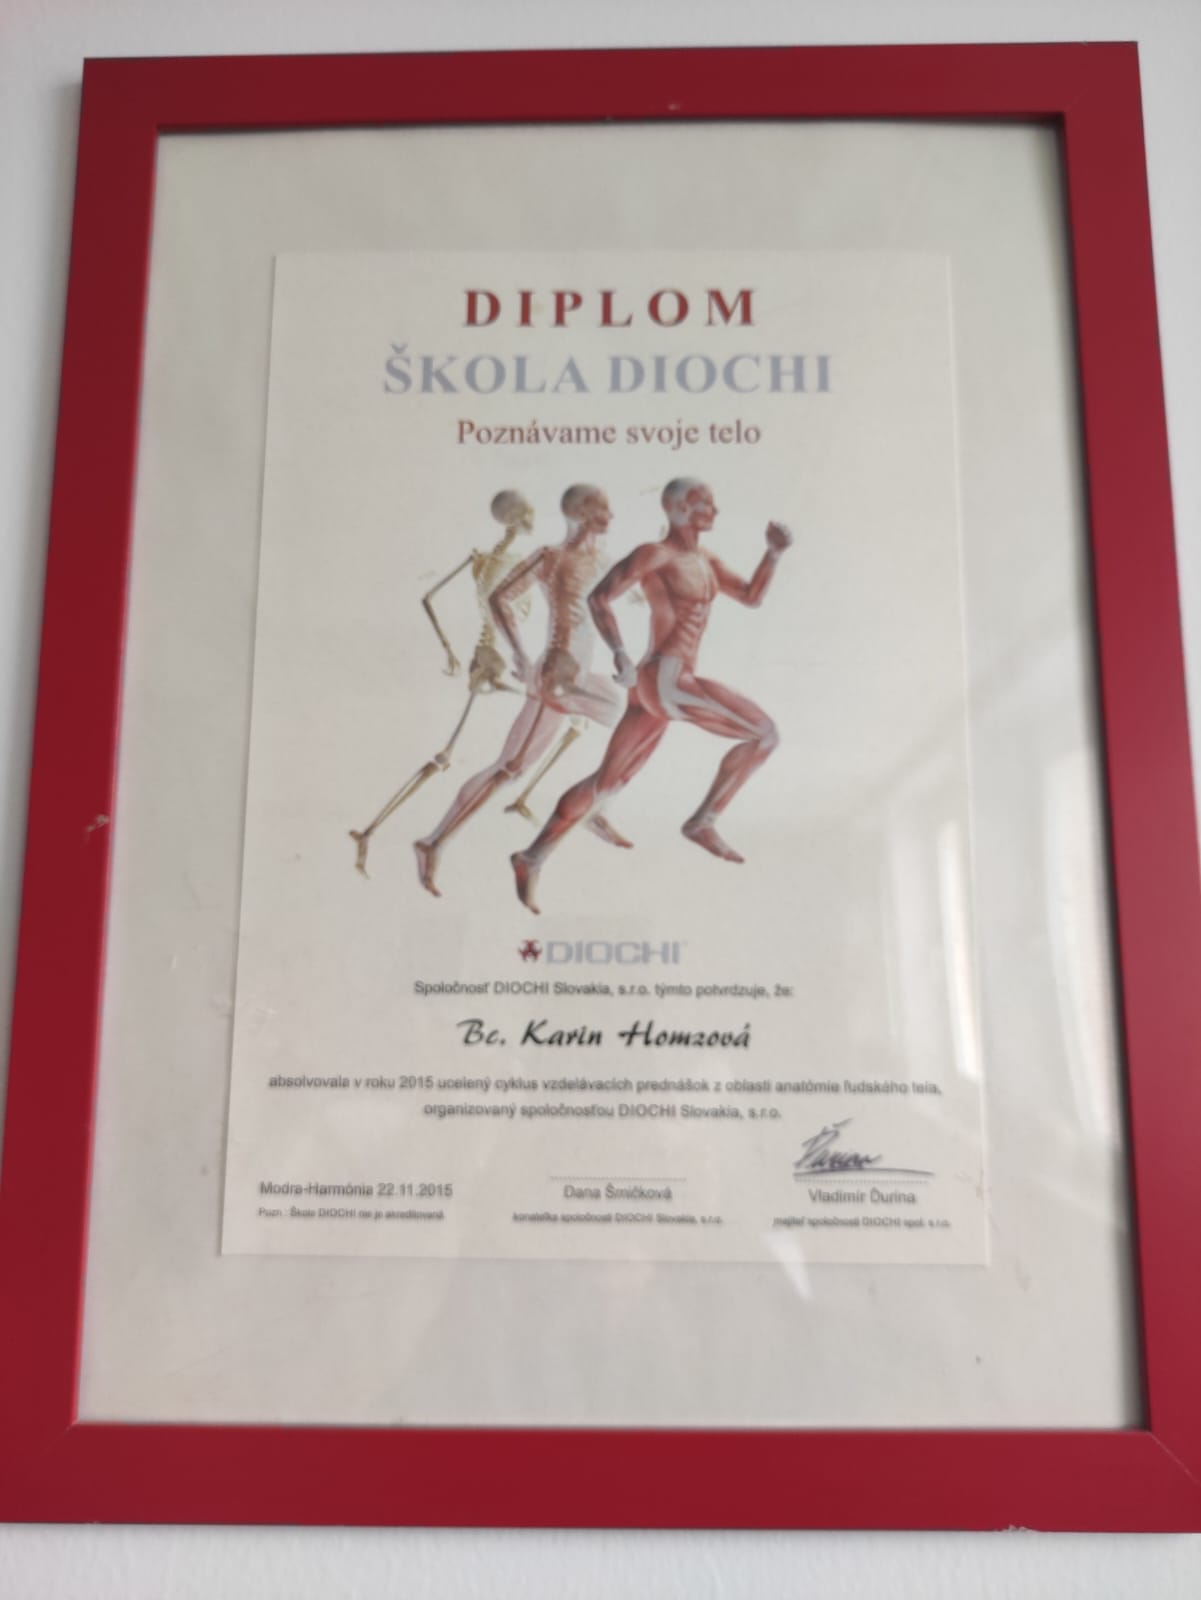 DIPLOM
ŠKOLA DIOCHI
Poznávame svoje telo
DIOCHI
Spoločnosť DIOCHI Slovakia, s.r.o. týmto potvrdzuje, že:
Bc. Karin Homzová
absolvovala v roku 2015 ucelený cyklus vzdelávacích prednášok z oblasti anatómie ľudského tela,
organizovaný spoločnosťou DIOCHI Slovakia, s.r.o.
Modra-Harmónia 22.11.2015
Pozn.: Škola DIOCHI nie je akreditovaná.
Dana Šmičková
konateľka spoločnosti DIOCHI Slovakia, s.r.o.
Vladimír Ďurina
majiteľ spoločnosti DIOCHI spol. s.r.o.